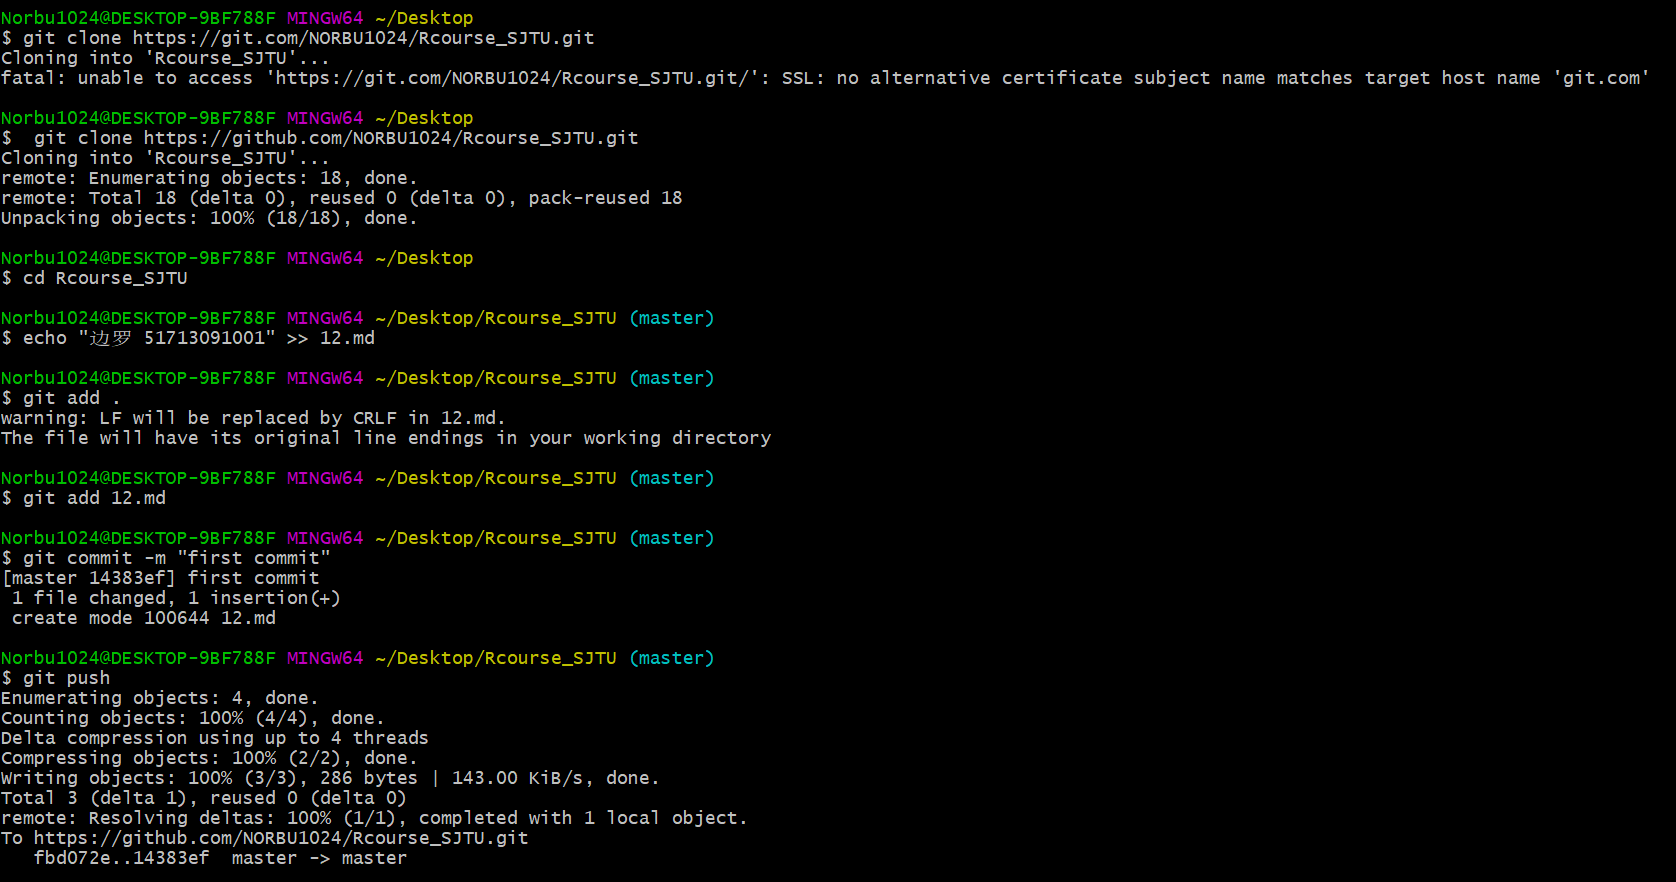 Norbu1024@DESKTOP-9BF788F MINGW64 ~/Desktop
$ git clone https://git.com/NORBU1024/Rcourse_SJTU.git
Cloning into 'Rcourse_SJTU'...
fatal: unable to access 'https://git.com/NORBU1024/Rcourse_SJTU.git/': SSL: no alternative certificate subject name matches target host name 'git.com'
Norbu1024@DESKTOP-9BF788F MINGW64 ~/Desktop
$  git clone https://github.com/NORBU1024/Rcourse_SJTU.git
Cloning into 'Rcourse_SJTU'...
remote: Enumerating objects: 18, done.
remote: Total 18 (delta 0), reused 0 (delta 0), pack-reused 18
Unpacking objects: 100% (18/18), done.
Norbu1024@DESKTOP-9BF788F MINGW64 ~/Desktop
$ cd Rcourse_SJTU
Norbu1024@DESKTOP-9BF788F MINGW64 ~/Desktop/Rcourse_SJTU (master)
$ echo "边罗 51713091001" >> 12.md
Norbu1024@DESKTOP-9BF788F MINGW64 ~/Desktop/Rcourse_SJTU (master)
$ git add .
warning: LF will be replaced by CRLF in 12.md.
The file will have its original line endings in your working directory
Norbu1024@DESKTOP-9BF788F MINGW64 ~/Desktop/Rcourse_SJTU (master)
$ git add 12.md
Norbu1024@DESKTOP-9BF788F MINGW64 ~/Desktop/Rcourse_SJTU (master)
$ git commit -m "first commit"
[master 14383ef] first commit
 1 file changed, 1 insertion(+)
 create mode 100644 12.md
Norbu1024@DESKTOP-9BF788F MINGW64 ~/Desktop/Rcourse_SJTU (master)
$ git push
Enumerating objects: 4, done.
Counting objects: 100% (4/4), done.
Delta compression using up to 4 threads
Compressing objects: 100% (2/2), done.
Writing objects: 100% (3/3), 286 bytes | 143.00 KiB/s, done.
Total 3 (delta 1), reused 0 (delta 0)
remote: Resolving deltas: 100% (1/1), completed with 1 local object.
To https://github.com/NORBU1024/Rcourse_SJTU.git
   fbd072e..14383ef  master -> master